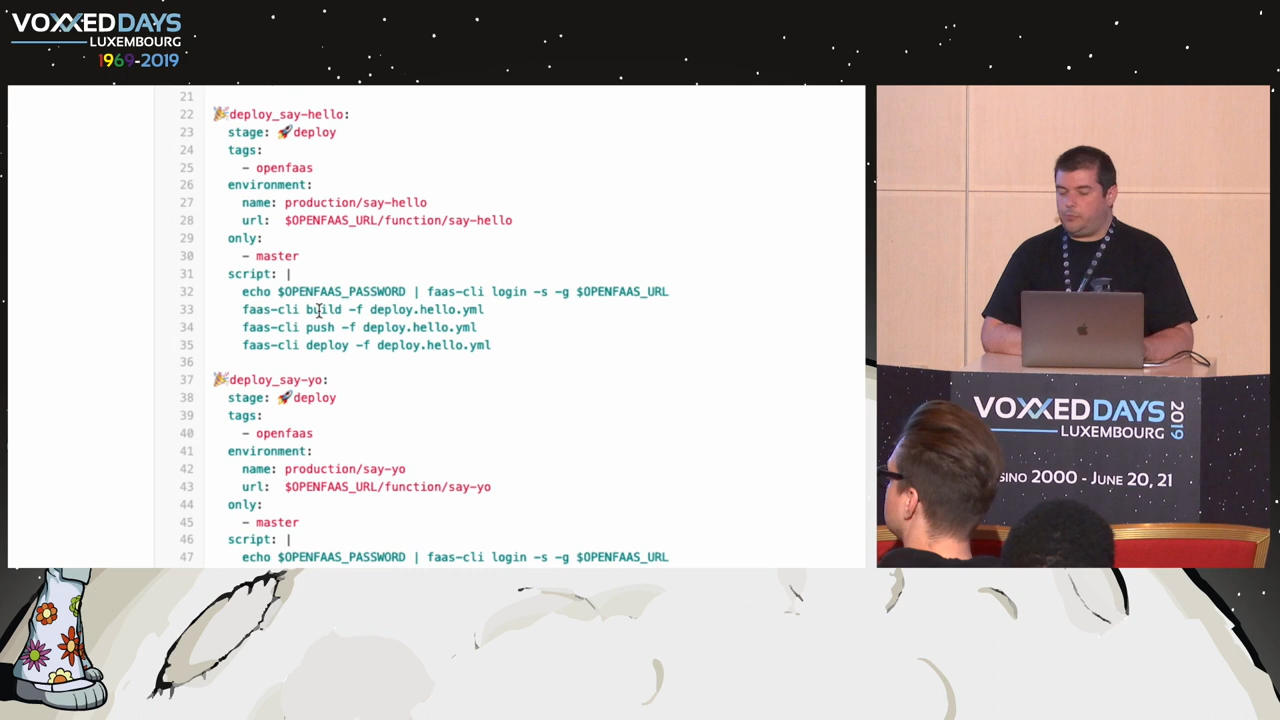 VOXXEDDAYS
LUXEMBOURG
1969-2019
21
22 🎉deploy_say-hello:
23 stage: 🚀deploy
24 tags:
25 - openfaas
26 environment:
27 name: production/say-hello
28 url: $OPENFAAS_URL/function/say-hello
29 only:
30 - master
31 script: |
32 echo $OPENFAAS_PASSWORD | faas-cli login -s -g $OPENFAAS_URL
33 faas-cli build -f deploy.hello.yml
34 faas-cli push -f deploy.hello.yml
35 faas-cli deploy -f deploy.hello.yml
36
37 🎉deploy_say-yo:
38 stage: 🚀deploy
39 tags:
40 - openfaas
41 environment:
42 name: production/say-yo
43 url: $OPENFAAS_URL/function/say-yo
44 only:
45 - master
46 script: |
47 echo $OPENFAAS_PASSWORD | faas-cli login -s -g $OPENFAAS_URL
VOXXEDDAYS 2019
LUXEMBOURG
sino 2000 - June 20, 21